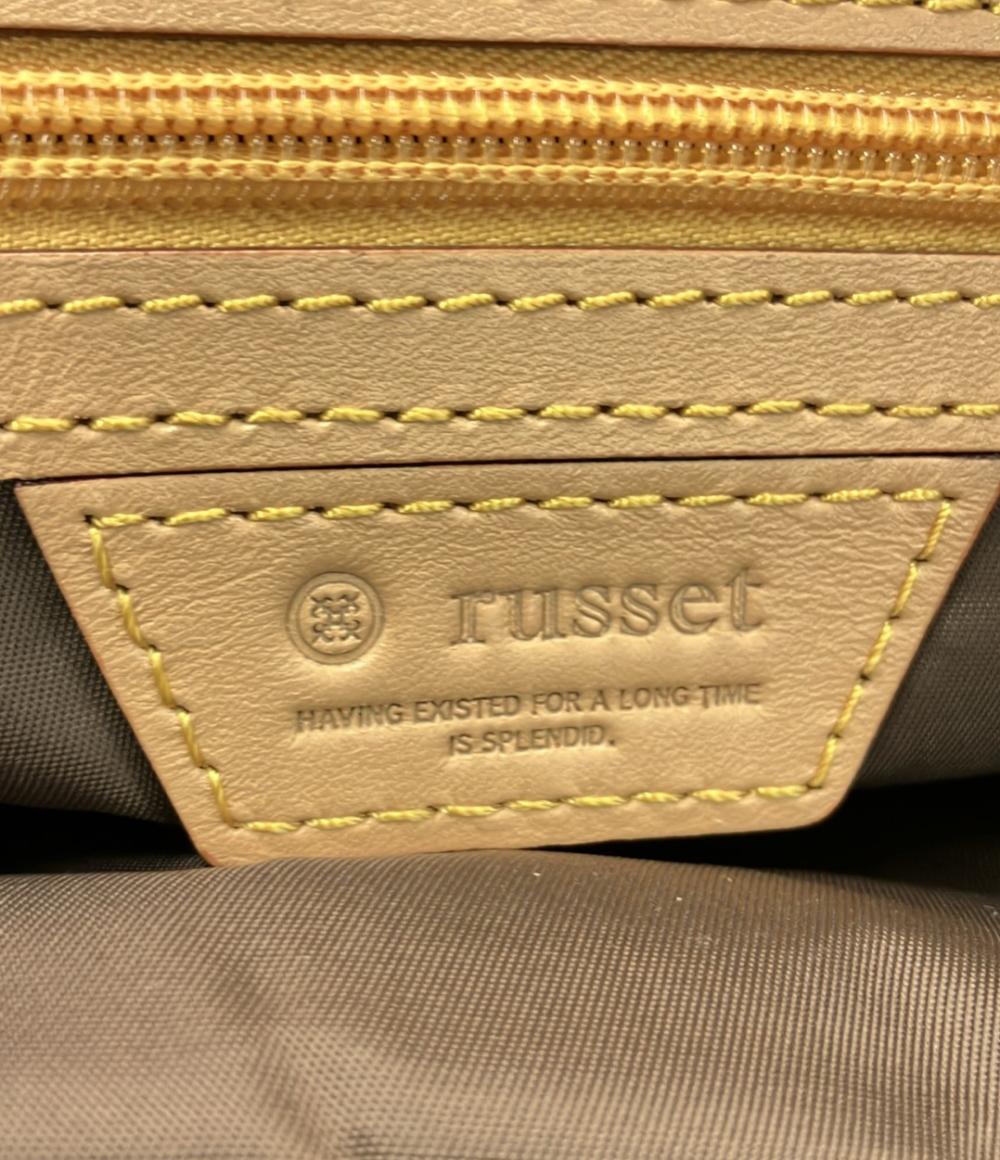 russet
HAVING EXISTED FOR A LONG TIME
IS SPLENDID.